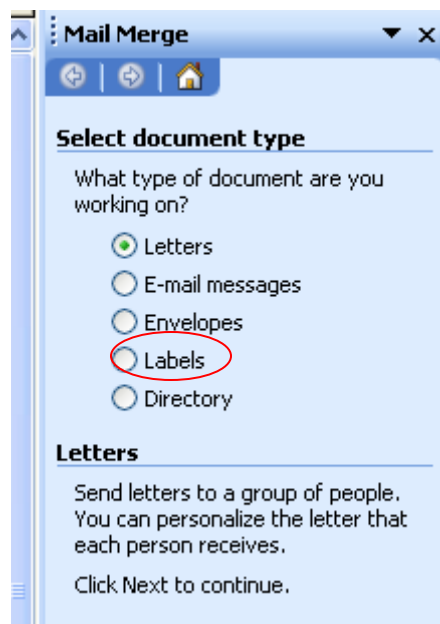 Mail Merge
Select document type
What type of document are you
working on?
Letters
E-mail messages
Envelopes
Labels
Directory
Letters
Send letters to a group of people.
You can personalize the letter that
each person receives.
Click Next to continue.